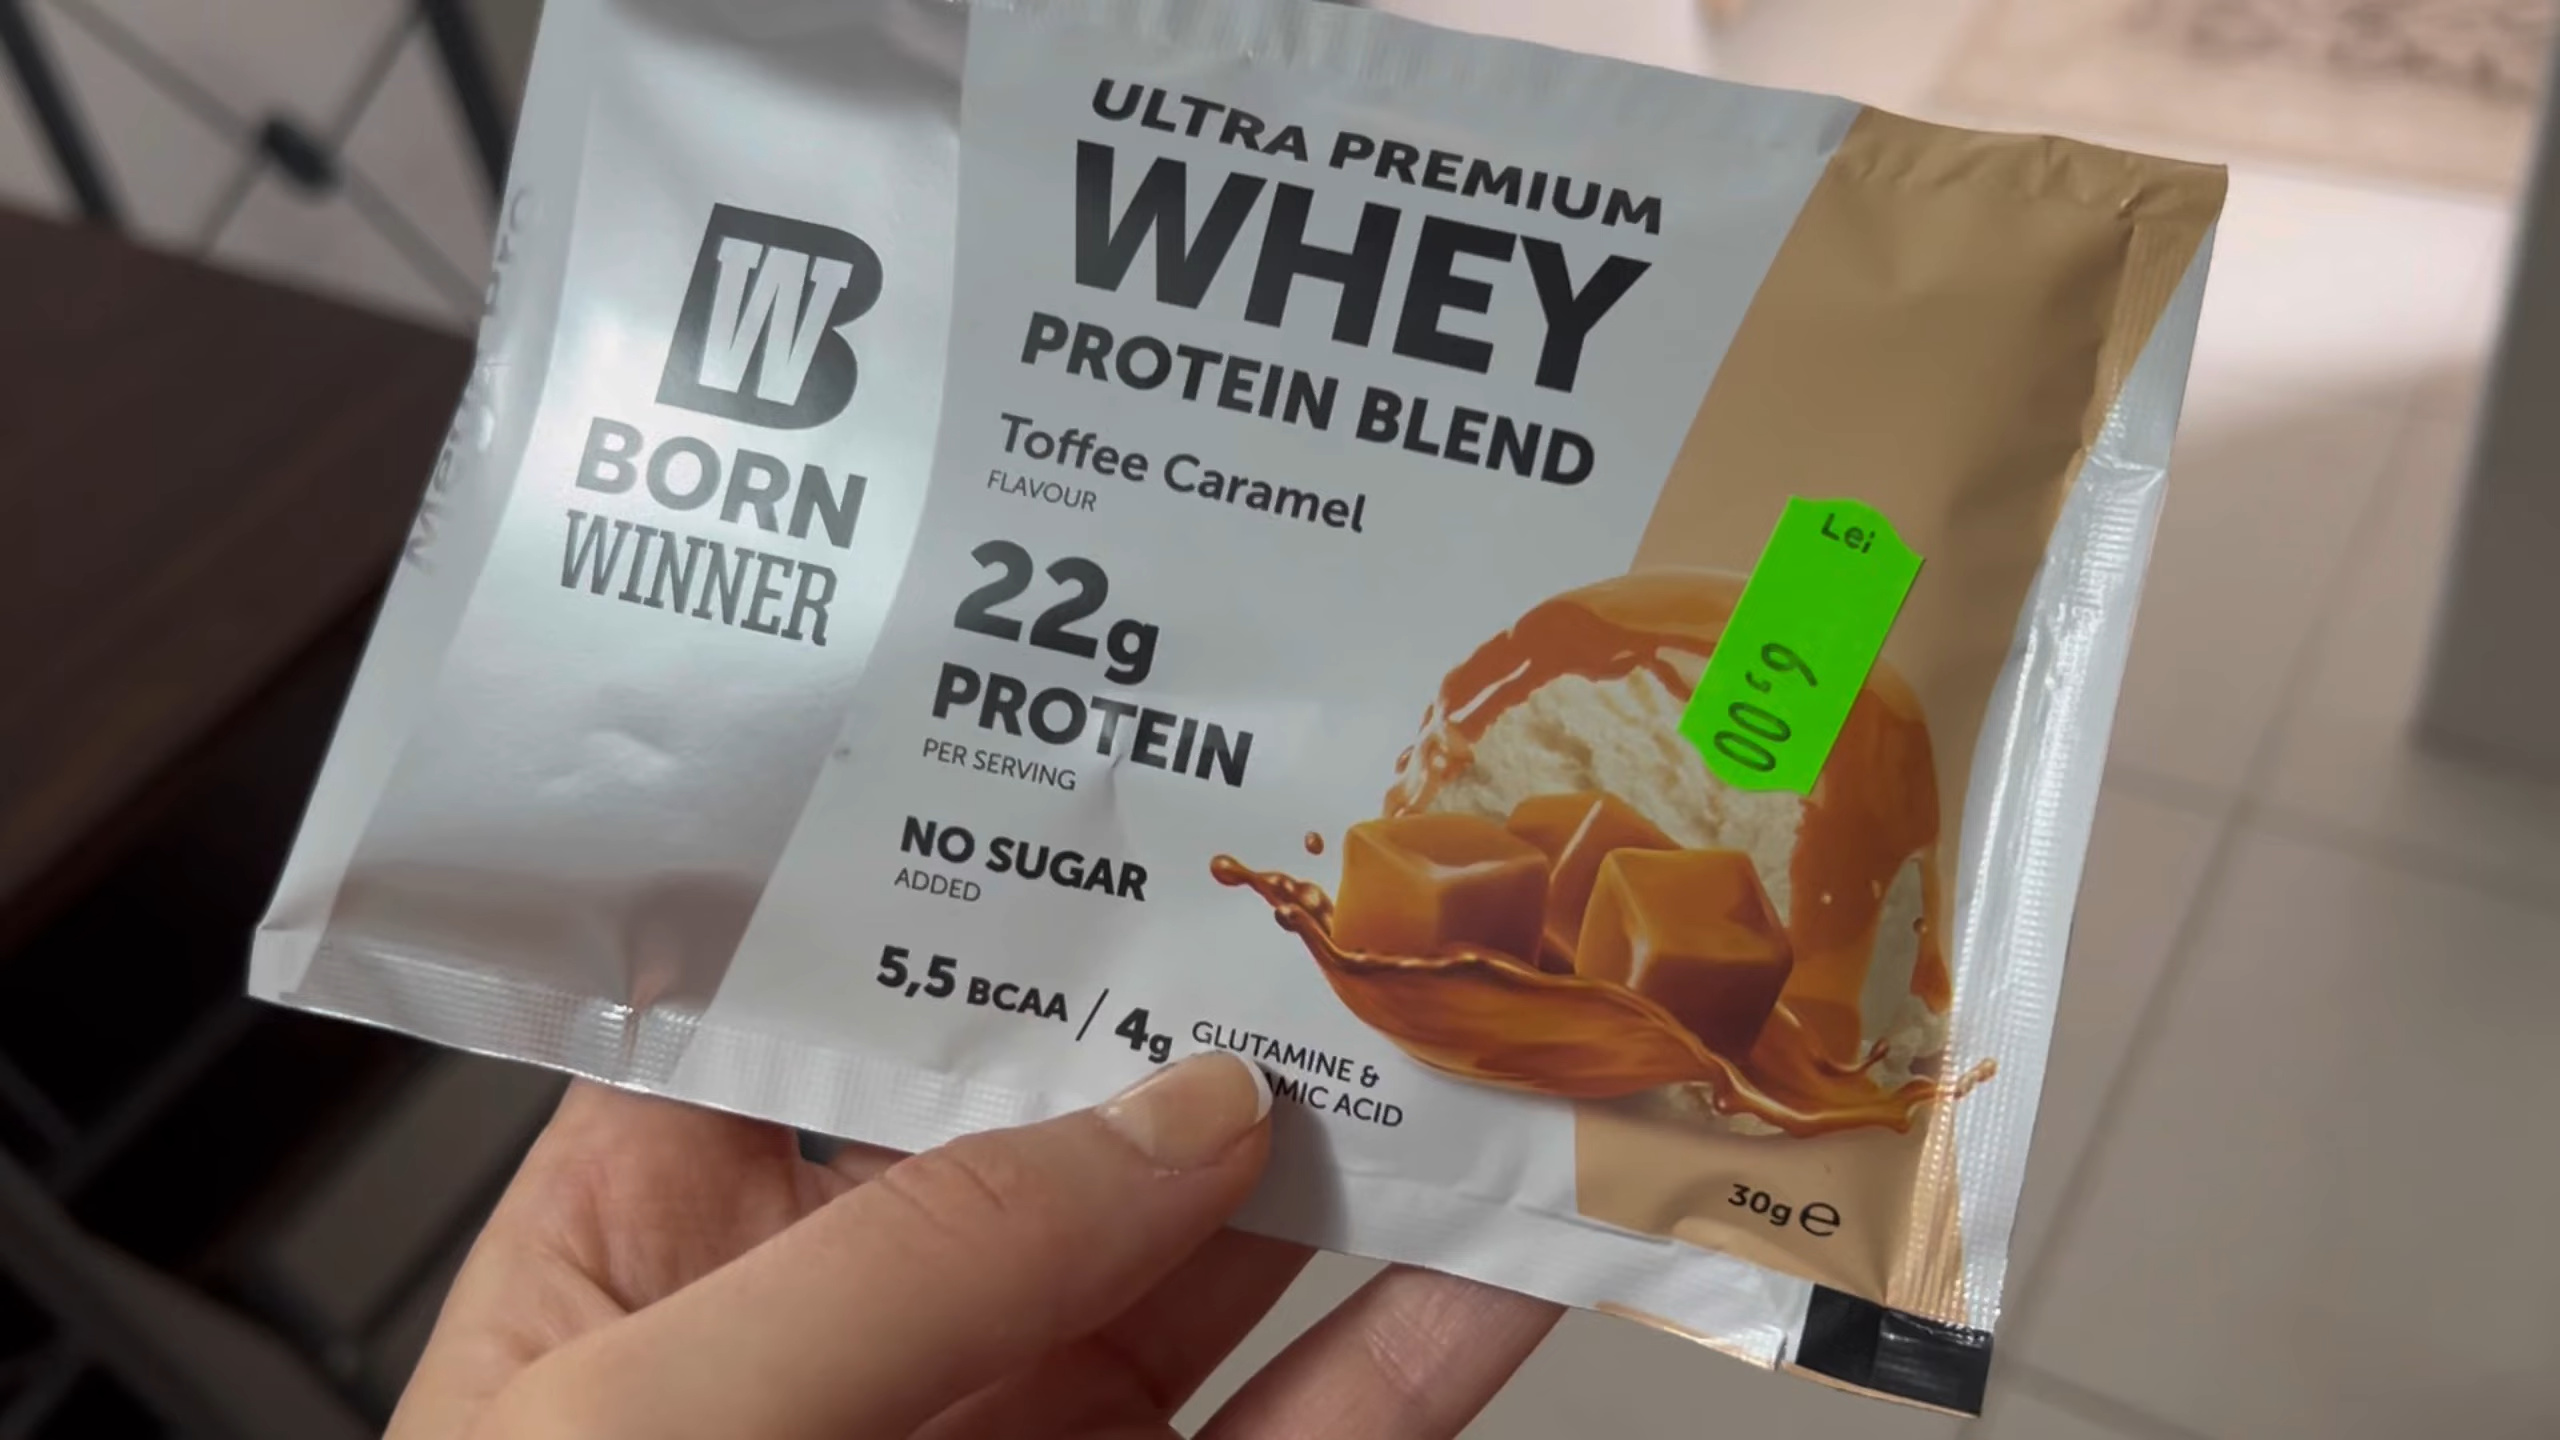 BW
BORN
WINNER
ULTRA PREMIUM
WHEY
PROTEIN BLEND
Toffee Caramel
FLAVOUR
22g
PROTEIN
PER SERVING
NO SUGAR
ADDED
5,5 BCAA / 4g GLUTAMINE &
AMIC ACID
Lei
6,00
30g ℮